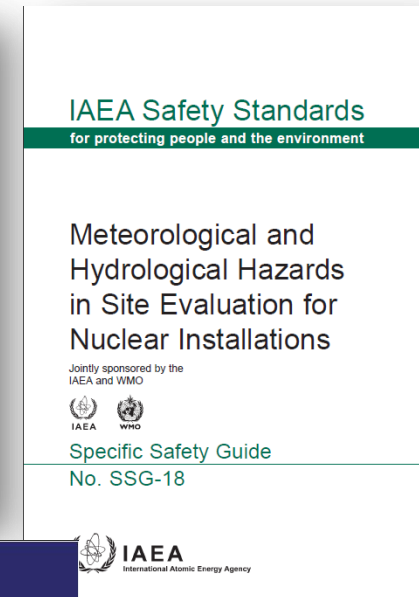 IAEA Safety Standards
for protecting people and the environment
Meteorological and
Hydrological Hazards
in Site Evaluation for
Nuclear Installations
Jointly sponsored by the
IAEA and WMO
IAEA WMO
Specific Safety Guide
No. SSG-18
IAEA
International Atomic Energy Agency